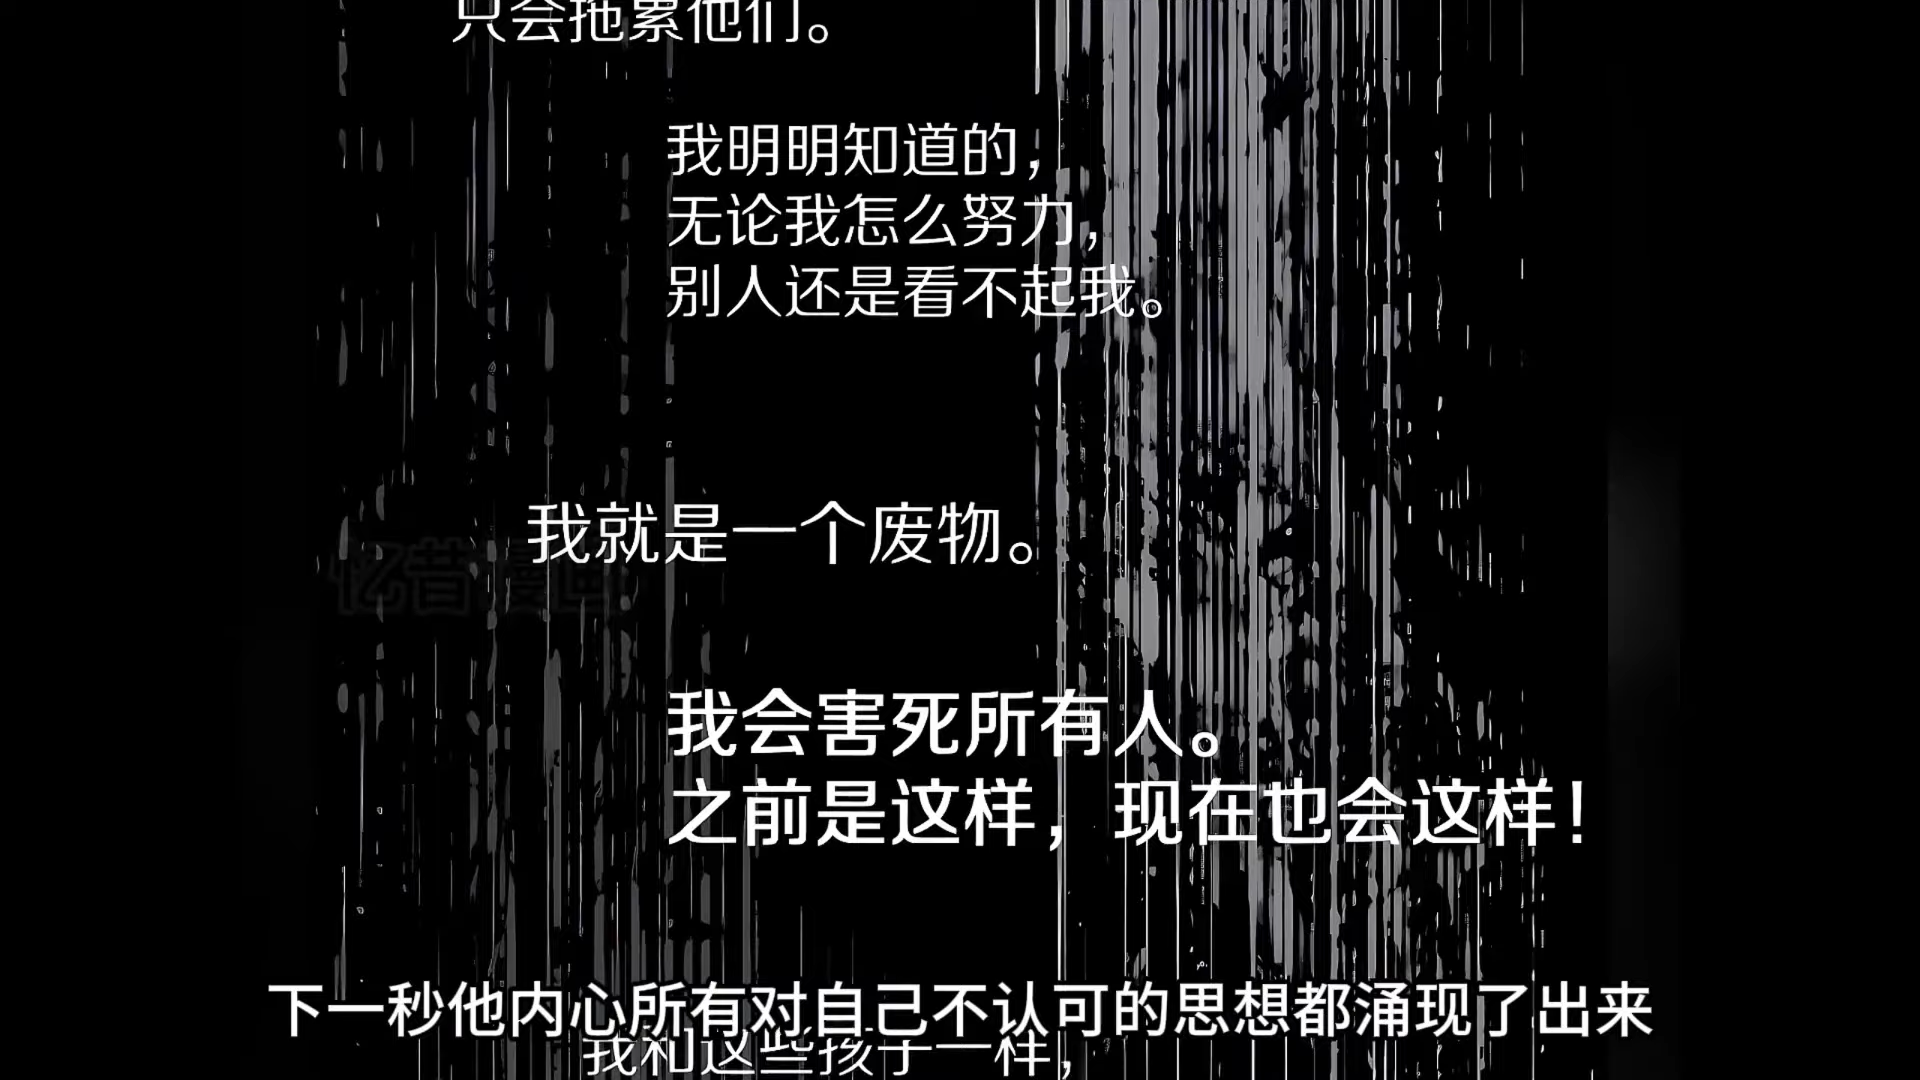 只会拖累他们。
我明明知道的，
无论我怎么努力，
别人还是看不起我。
我就是一个废物。
忆昔漫画
我会害死所有人。
之前是这样，现在也会这样！
下一秒他内心所有对自己不认可的思想都涌现了出来
我和这些孩子一样，